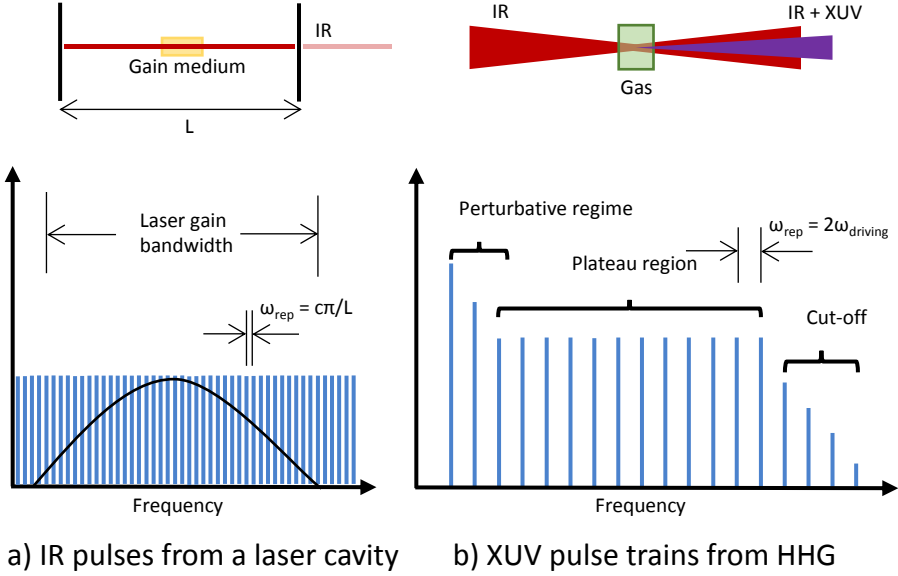 IR
Gain medium
L
IR
IR + XUV
Gas
Laser gain
bandwidth
ω_rep = cπ/L
Frequency
Perturbative regime
ω_rep = 2ω_driving
Plateau region
Cut-off
Frequency
a) IR pulses from a laser cavity
b) XUV pulse trains from HHG